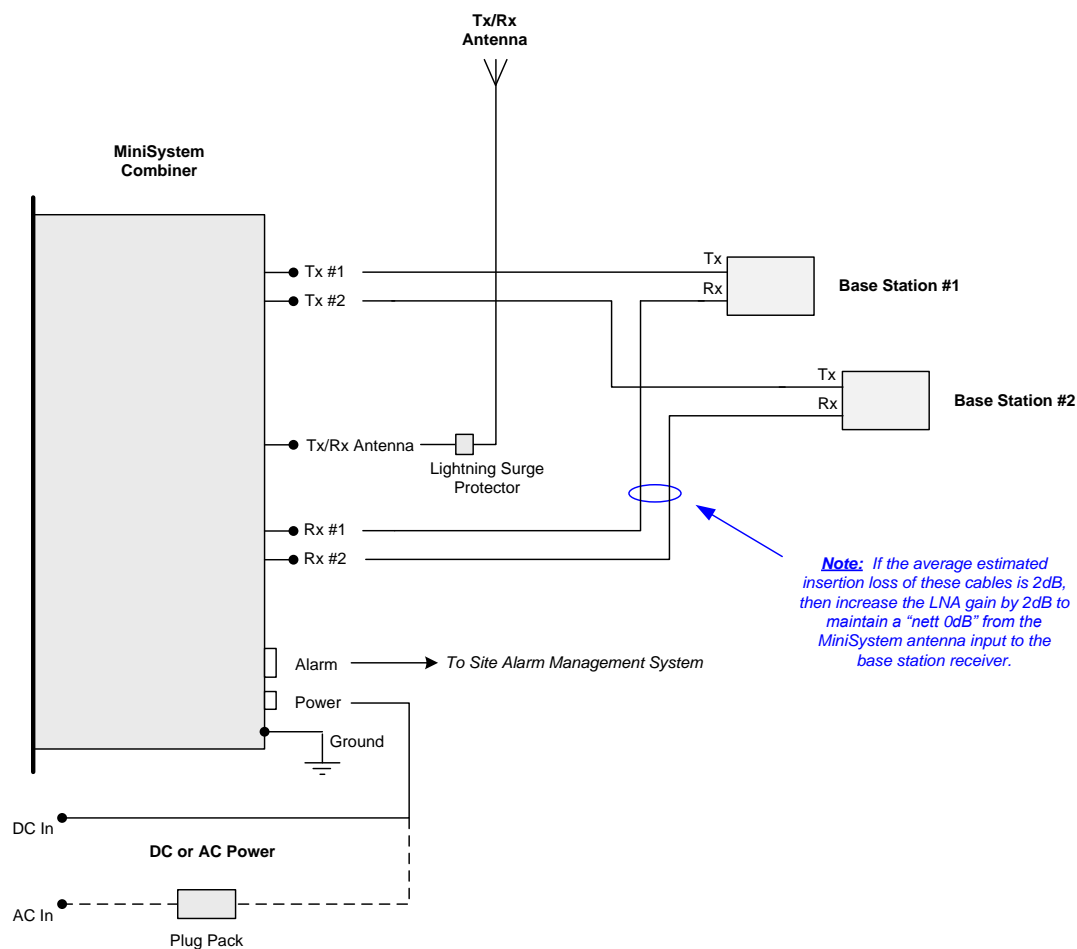 Tx/Rx
Antenna
MiniSystem
Combiner
Tx #1
Tx #2
Tx
Rx
Base Station #1
Tx
Rx
Base Station #2
Tx/Rx Antenna
Lightning Surge
Protector
Rx #1
Rx #2
Note: If the average estimated
insertion loss of these cables is 2dB,
then increase the LNA gain by 2dB to
maintain a “nett 0dB” from the
MiniSystem antenna input to the
base station receiver.
Alarm
To Site Alarm Management System
Power
Ground
DC In
DC or AC Power
AC In
Plug Pack